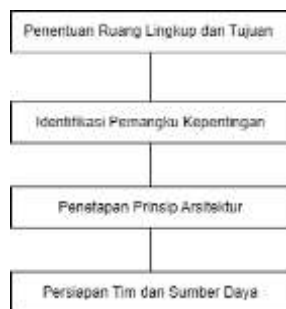 Penentuan Ruang Lingkup dan Tujuan
Identifikasi Pemangku Kepentingan
Penetapan Prinsip Arsitektur
Persiapan Tim dan Sumber Daya